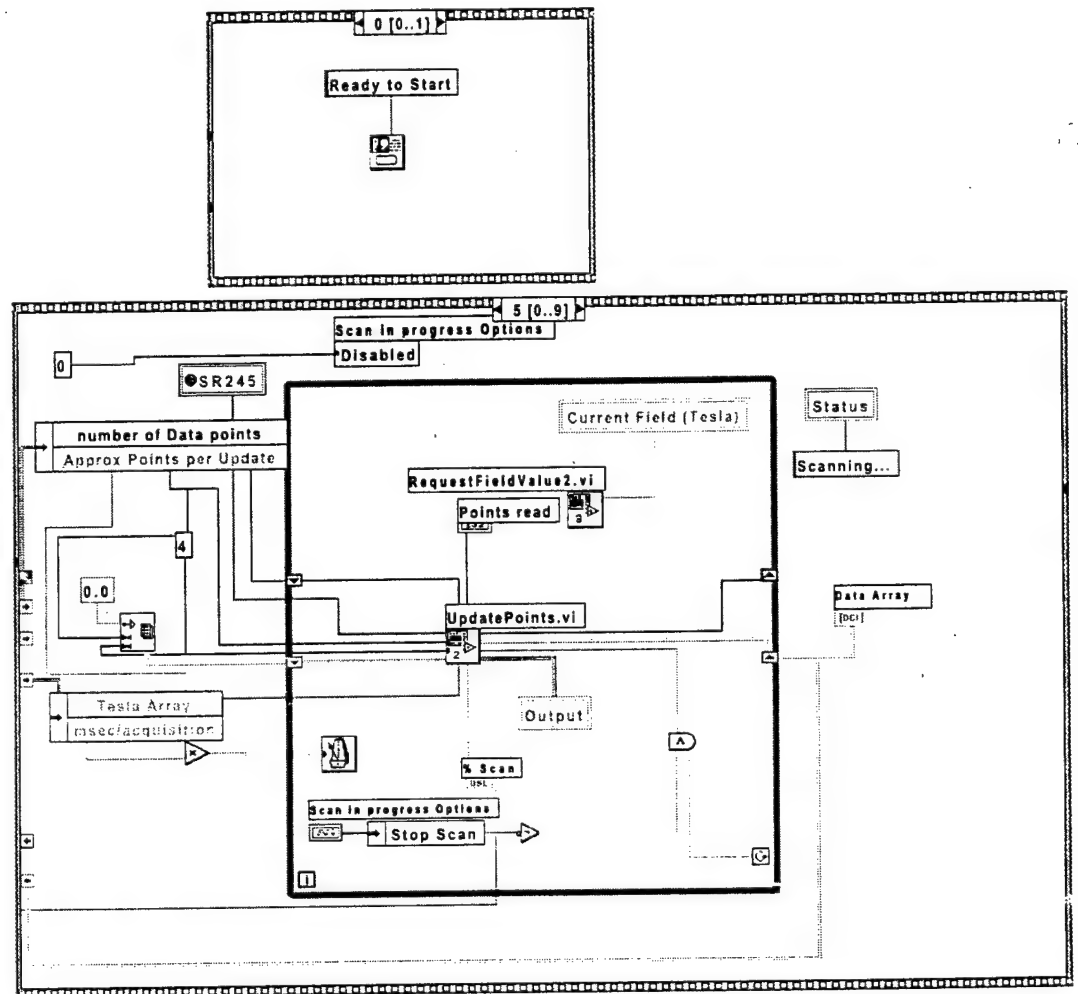 0 [0..1]
Ready to Start
5 [0..9]
Scan in progress Options
Disabled
0
SR245
number of Data points
Approx Points per Update
Current Field (Tesla)
Status
Scanning...
RequestFieldValue2.vi
Points read
3
4
0.0
UpdatePoints.vi
2
Data Array
Tesla Array
msec/acquisition
Output
% Scan
Scan in progress Options
Stop Scan
i